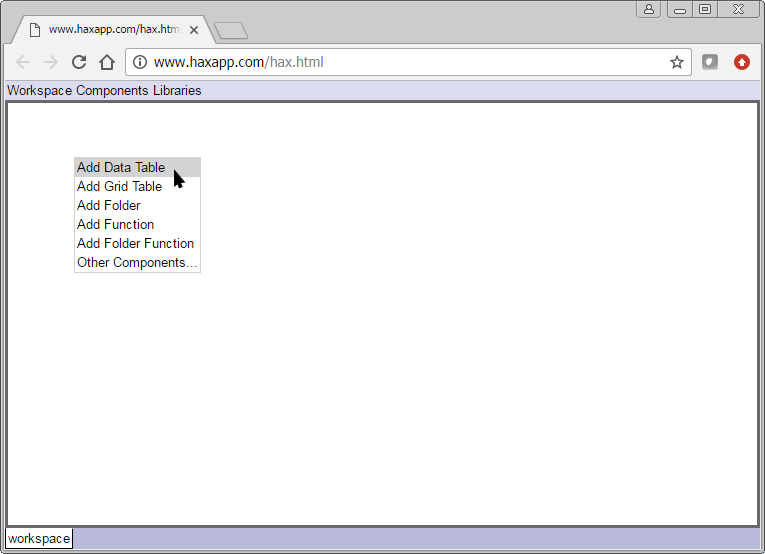 www.haxapp.com/hax.html
www.haxapp.com/hax.html
Workspace Components Libraries
Add Data Table
Add Grid Table
Add Folder
Add Function
Add Folder Function
Other Components...
workspace